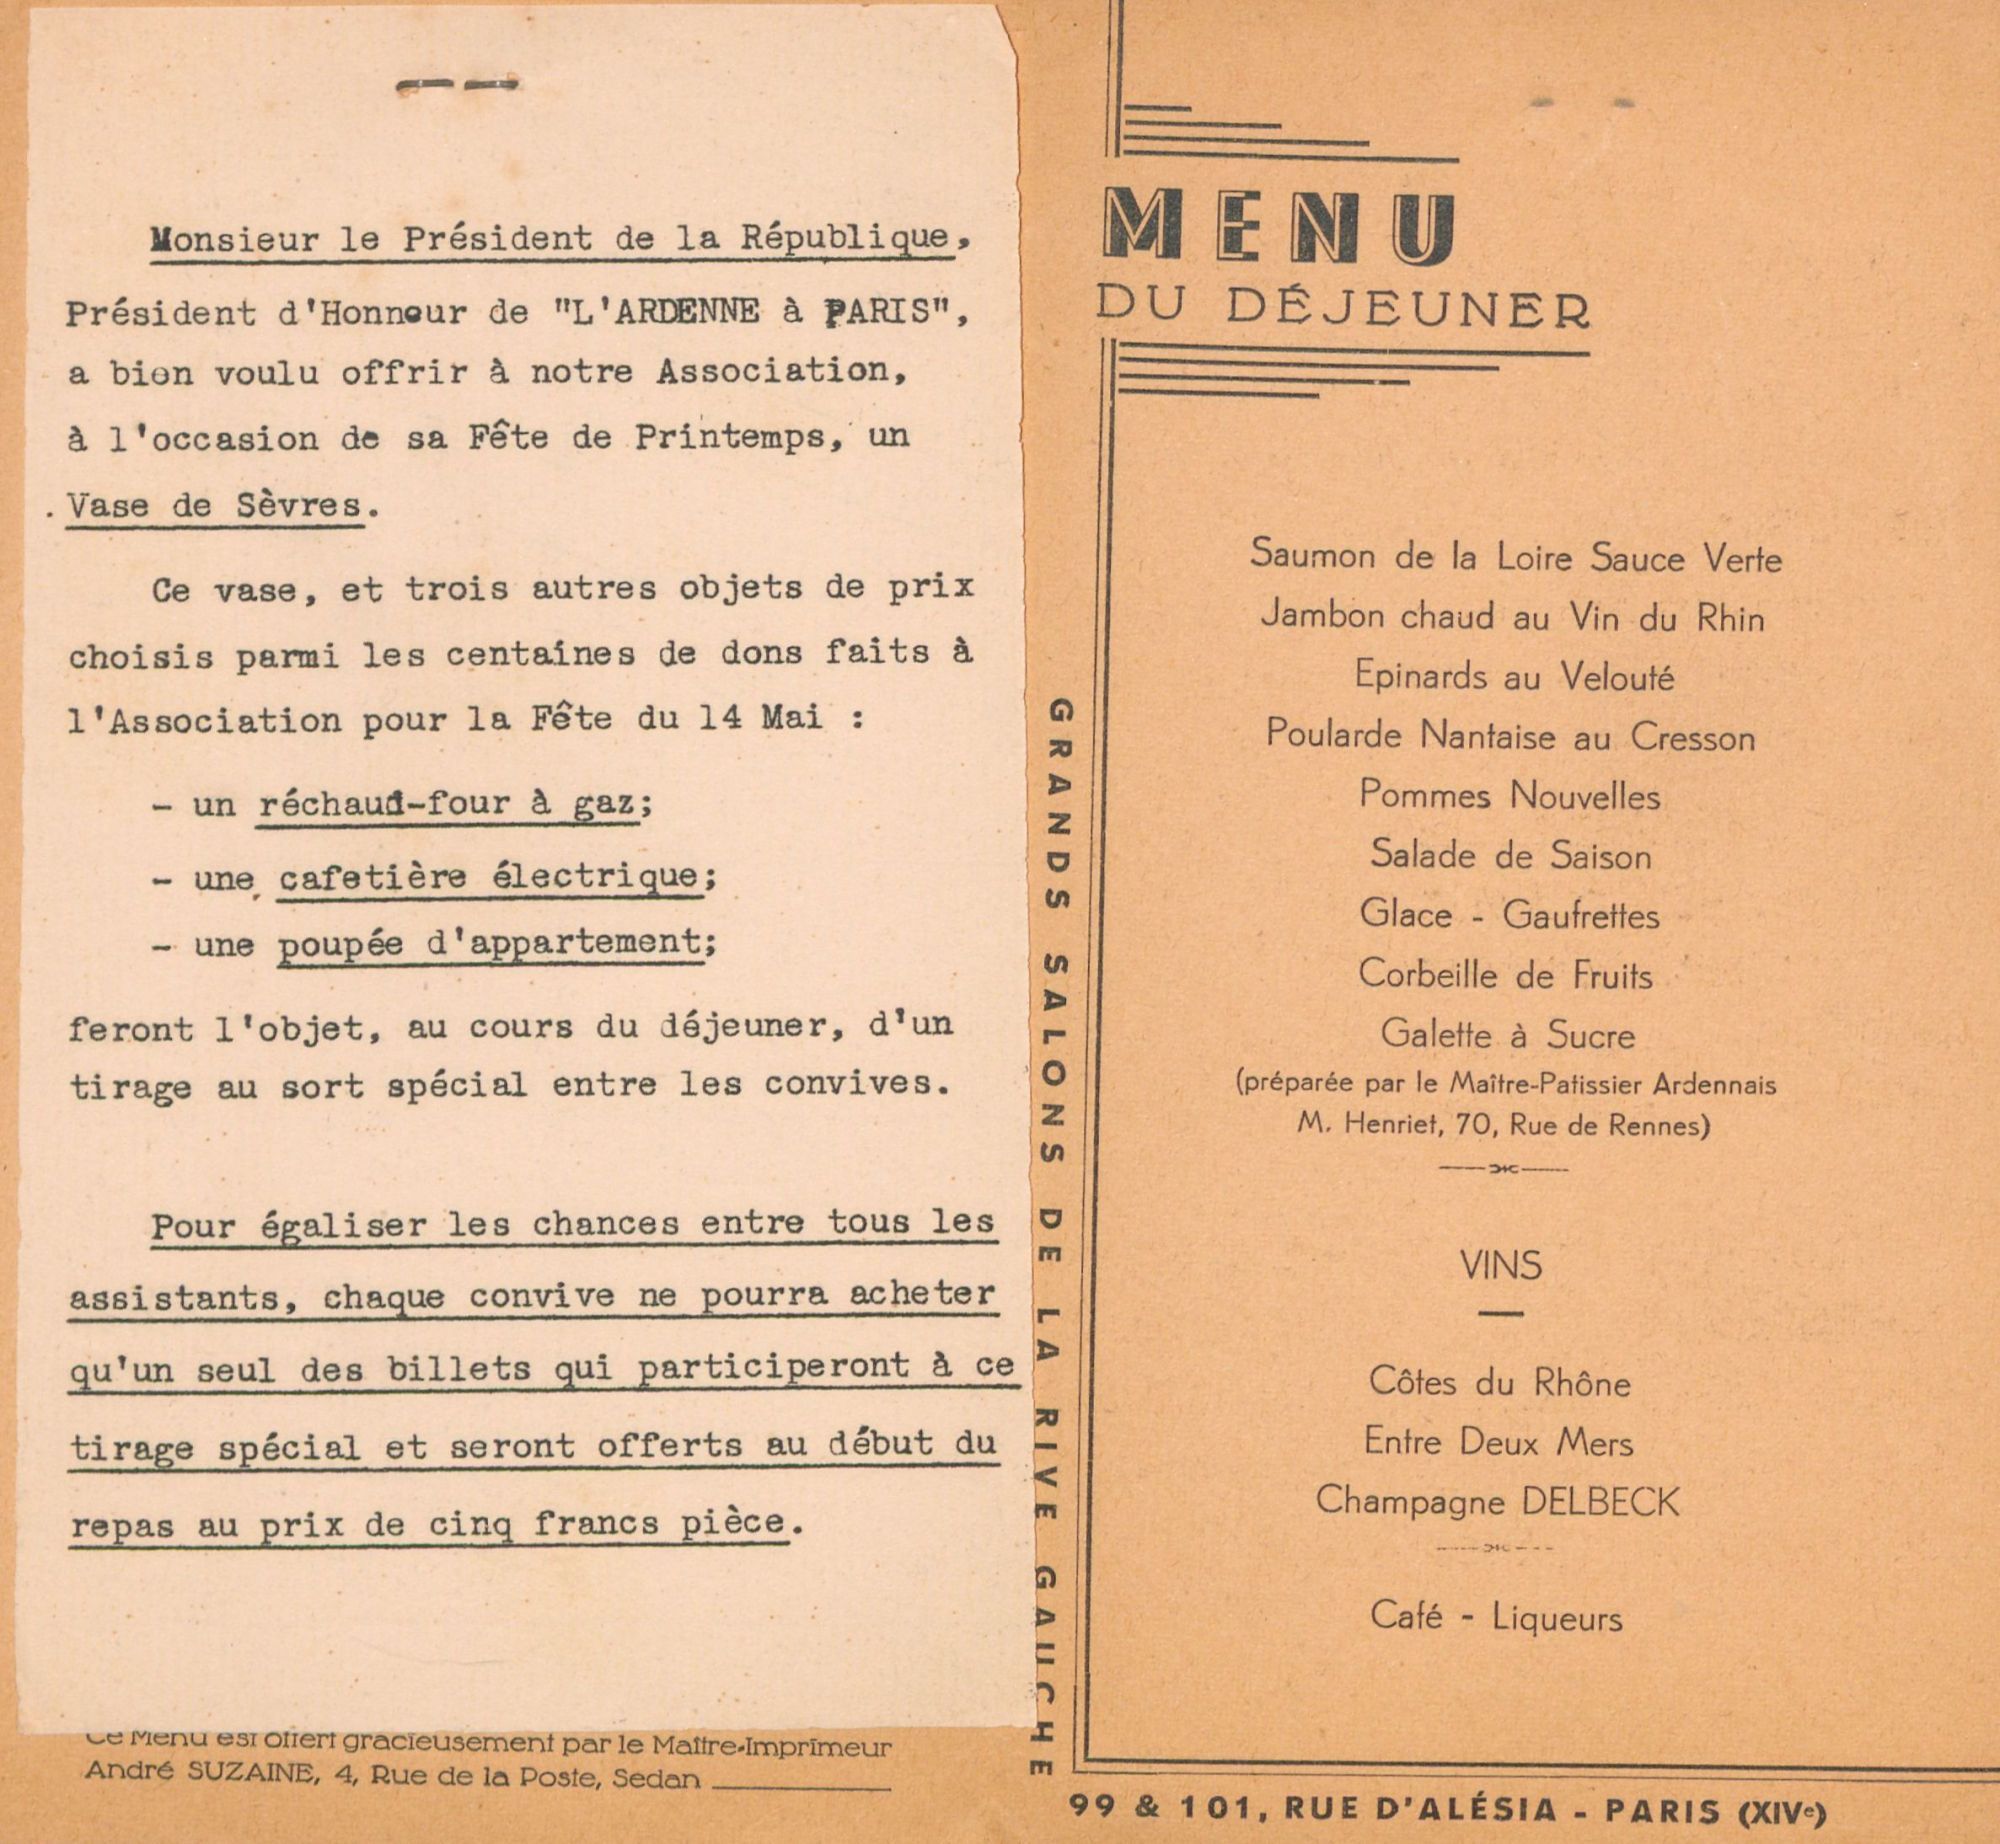 Monsieur le Président de la République,
Président d'Honneur de "L'ARDENNE à PARIS",
a bien voulu offrir à notre Association,
à l'occasion de sa Fête de Printemps, un
Vase de Sèvres.
Ce vase, et trois autres objets de prix
choisis parmi les centaines de dons faits à
l'Association pour la Fête du 14 Mai :
- un réchaud-four à gaz;
- une cafetière électrique;
- une poupée d'appartement;
feront l'objet, au cours du déjeuner, d'un
tirage au sort spécial entre les convives.
Pour égaliser les chances entre tous les
assistants, chaque convive ne pourra acheter
qu'un seul des billets qui participeront à ce
tirage spécial et seront offerts au début du
repas au prix de cinq francs pièce.
Ce Menu est offert gracieusement par le Maître-Imprimeur
André SUZAINE, 4, Rue de la Poste, Sedan
GRANDS SALONS DE LA RIVE GAUCHE
MENU
DU DÉJEUNER
Saumon de la Loire Sauce Verte
Jambon chaud au Vin du Rhin
Epinards au Velouté
Poularde Nantaise au Cresson
Pommes Nouvelles
Salade de Saison
Glace - Gaufrettes
Corbeille de Fruits
Galette à Sucre
(préparée par le Maître-Patissier Ardennais
M. Henriet, 70, Rue de Rennes)
VINS
Côtes du Rhône
Entre Deux Mers
Champagne DELBECK
Café - Liqueurs
99 & 101, RUE D'ALÉSIA - PARIS (XIVe)